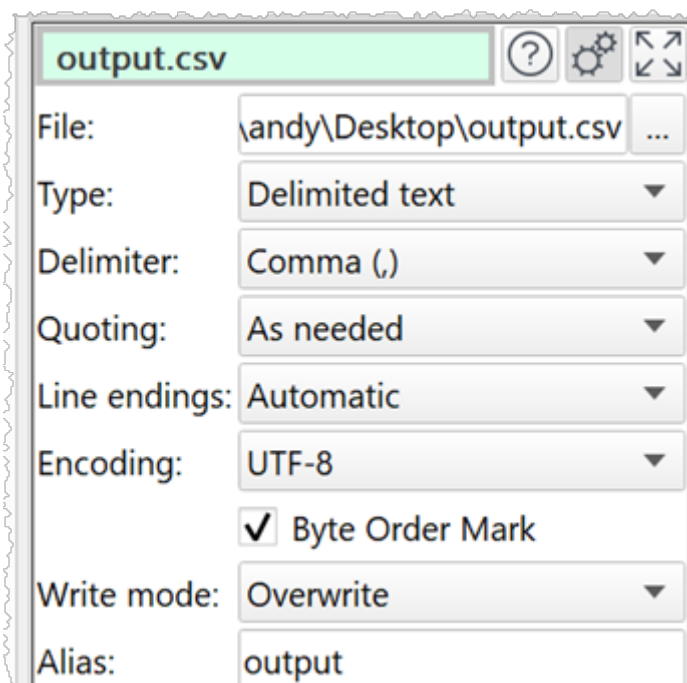 output.csv
File: \andy\Desktop\output.csv ...
Type: Delimited text
Delimiter: Comma (,)
Quoting: As needed
Line endings: Automatic
Encoding: UTF-8
Byte Order Mark
Write mode: Overwrite
Alias: output